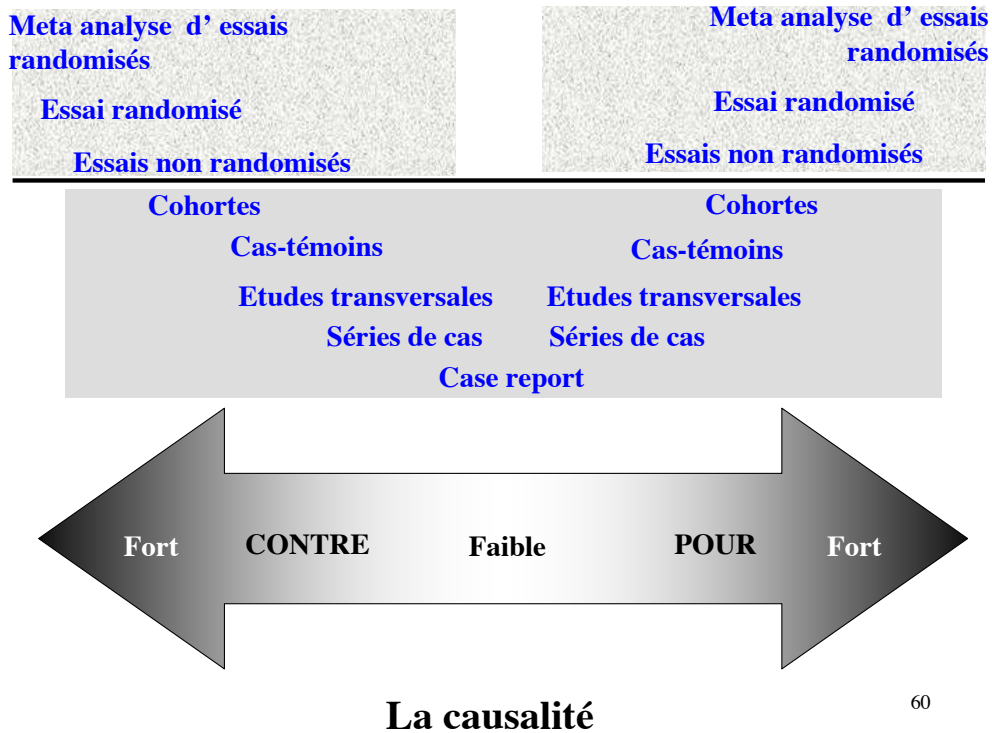 Meta analyse d’ essais
randomisés
Essai randomisé
Essais non randomisés
Meta analyse d’ essais
randomisés
Essai randomisé
Essais non randomisés
Cohortes
Cohortes
Cas-témoins
Cas-témoins
Etudes transversales
Etudes transversales
Séries de cas
Séries de cas
Case report
Fort
CONTRE
Faible
POUR
Fort
La causalité
60